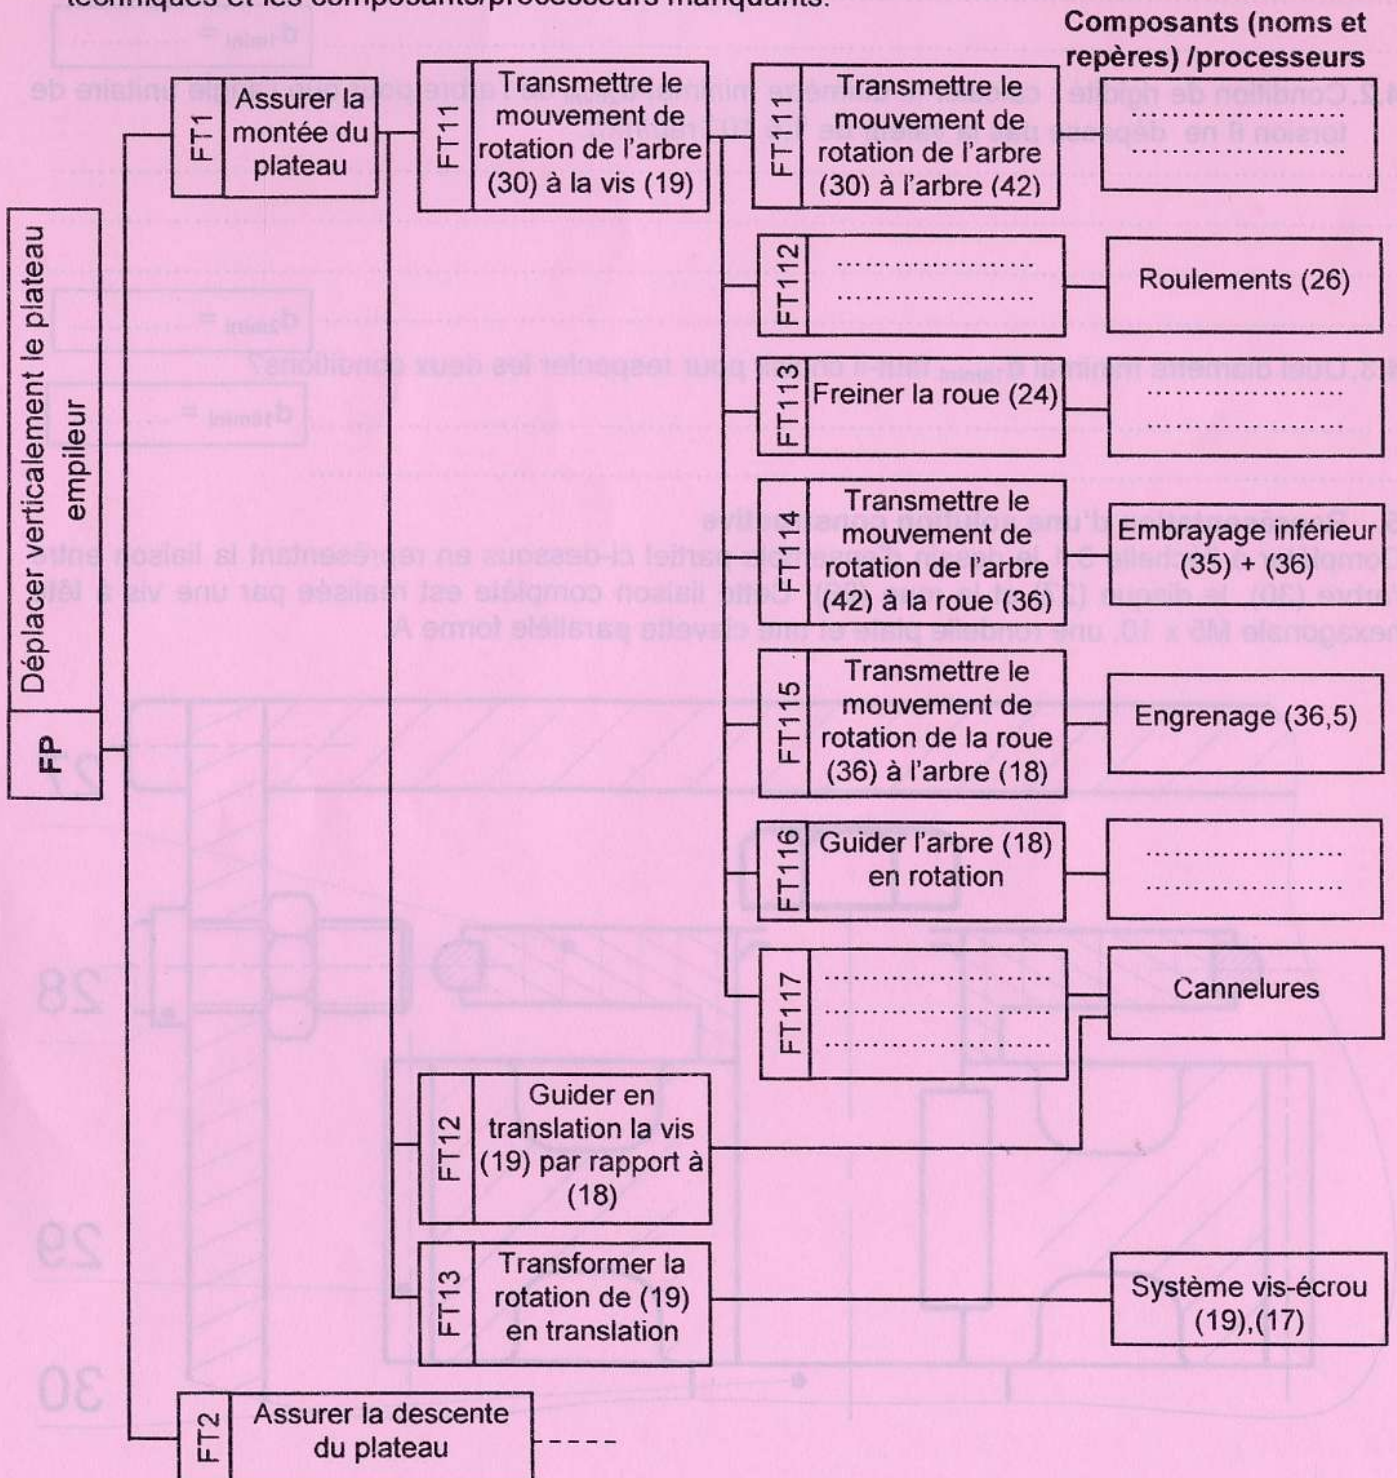 techniques et les composants/processeurs manquants.
Composants (noms et
repères) /processeurs
FP
Déplacer verticalement le plateau
empileur
FT1
Assurer la
montée du
plateau
FT11
Transmettre le
mouvement de
rotation de l'arbre
(30) à la vis (19)
FT111
Transmettre le
mouvement de
rotation de l'arbre
(30) à l'arbre (42)
..........................
..........................
FT112
..........................
..........................
Roulements (26)
FT113
Freiner la roue (24)
..........................
..........................
FT114
Transmettre le
mouvement de
rotation de l'arbre
(42) à la roue (36)
Embrayage inférieur
(35) + (36)
FT115
Transmettre le
mouvement de
rotation de la roue
(36) à l'arbre (18)
Engrenage (36,5)
FT116
Guider l'arbre (18)
en rotation
..........................
..........................
FT117
..........................
..........................
..........................
Cannelures
FT12
Guider en
translation la vis
(19) par rapport à
(18)
FT13
Transformer la
rotation de (19)
en translation
Système vis-écrou
(19),(17)
FT2
Assurer la descente
du plateau
27
28
29
30